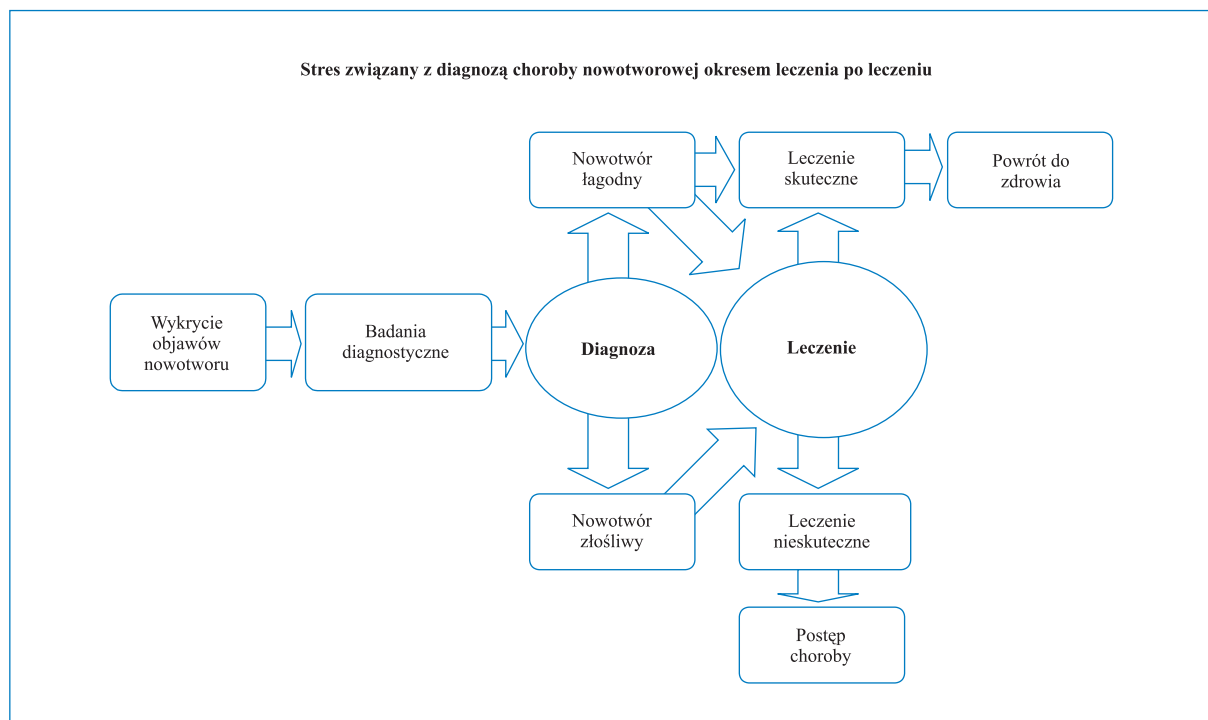 Stres związany z diagnozą choroby nowotworowej okresem leczenia po leczeniu
Nowotwór
łagodny
Leczenie
skuteczne
Powrót do
zdrowia
Wykrycie
objawów
nowotworu
Badania
diagnostyczne
Diagnoza
Leczenie
Nowotwór
złośliwy
Leczenie
nieskuteczne
Postęp
choroby